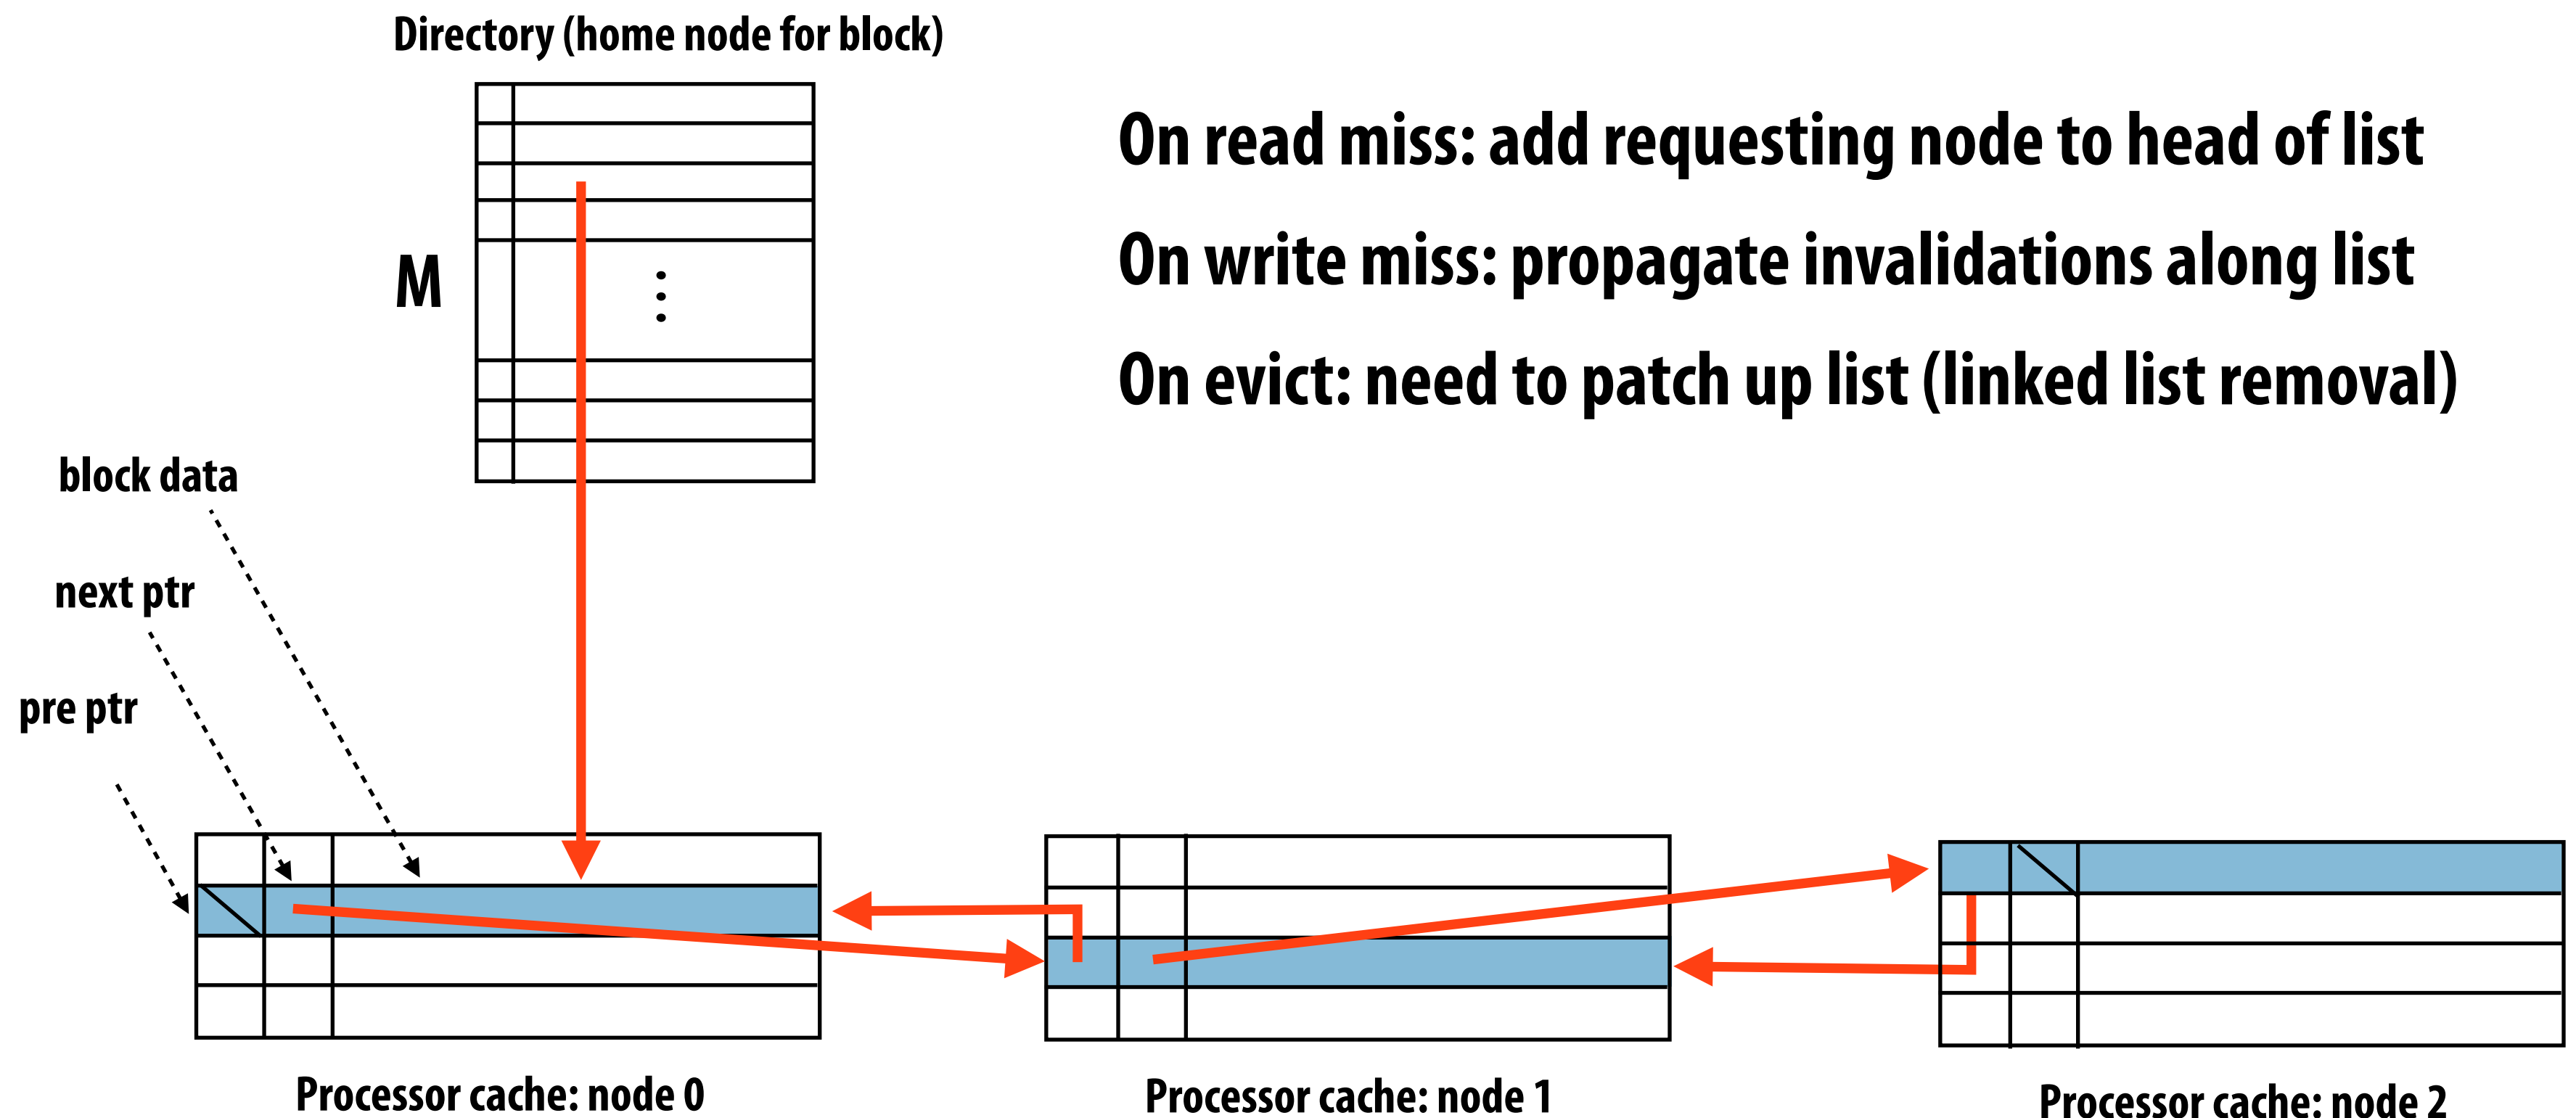 Directory (home node for block)
On read miss: add requesting node to head of list
On write miss: propagate invalidations along list
M
On evict: need to patch up list (linked list removal)
block data
next ptr
pre ptr
Processor cache: node 0
Processor cache: node 1
Processor cache: node 2